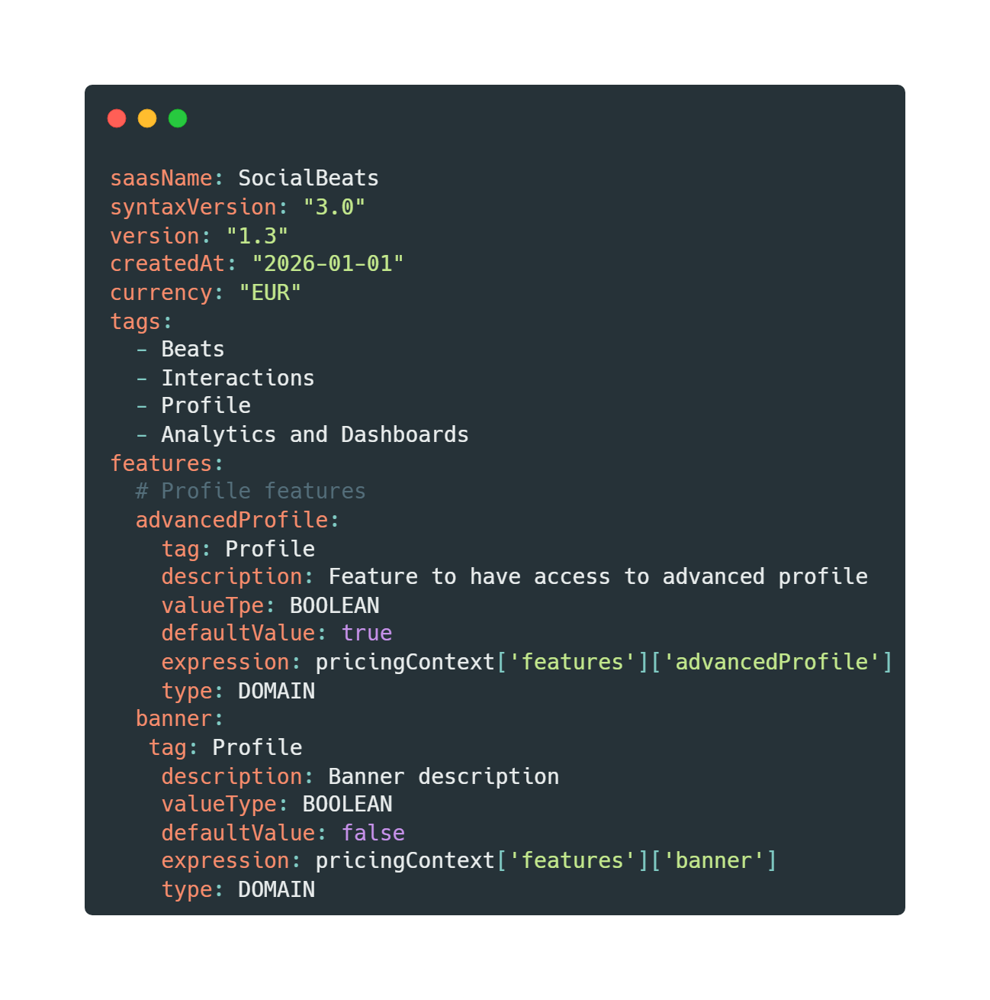 saasName: SocialBeats
syntaxVersion: "3.0"
version: "1.3"
createdAt: "2026-01-01"
currency: "EUR"
tags:
  - Beats
  - Interactions
  - Profile
  - Analytics and Dashboards
features:
  # Profile features
  advancedProfile:
    tag: Profile
    description: Feature to have access to advanced profile
    valueTpe: BOOLEAN
    defaultValue: true
    expression: pricingContext['features']['advancedProfile']
    type: DOMAIN
  banner:
   tag: Profile
    description: Banner description
    valueType: BOOLEAN
    defaultValue: false
    expression: pricingContext['features']['banner']
    type: DOMAIN